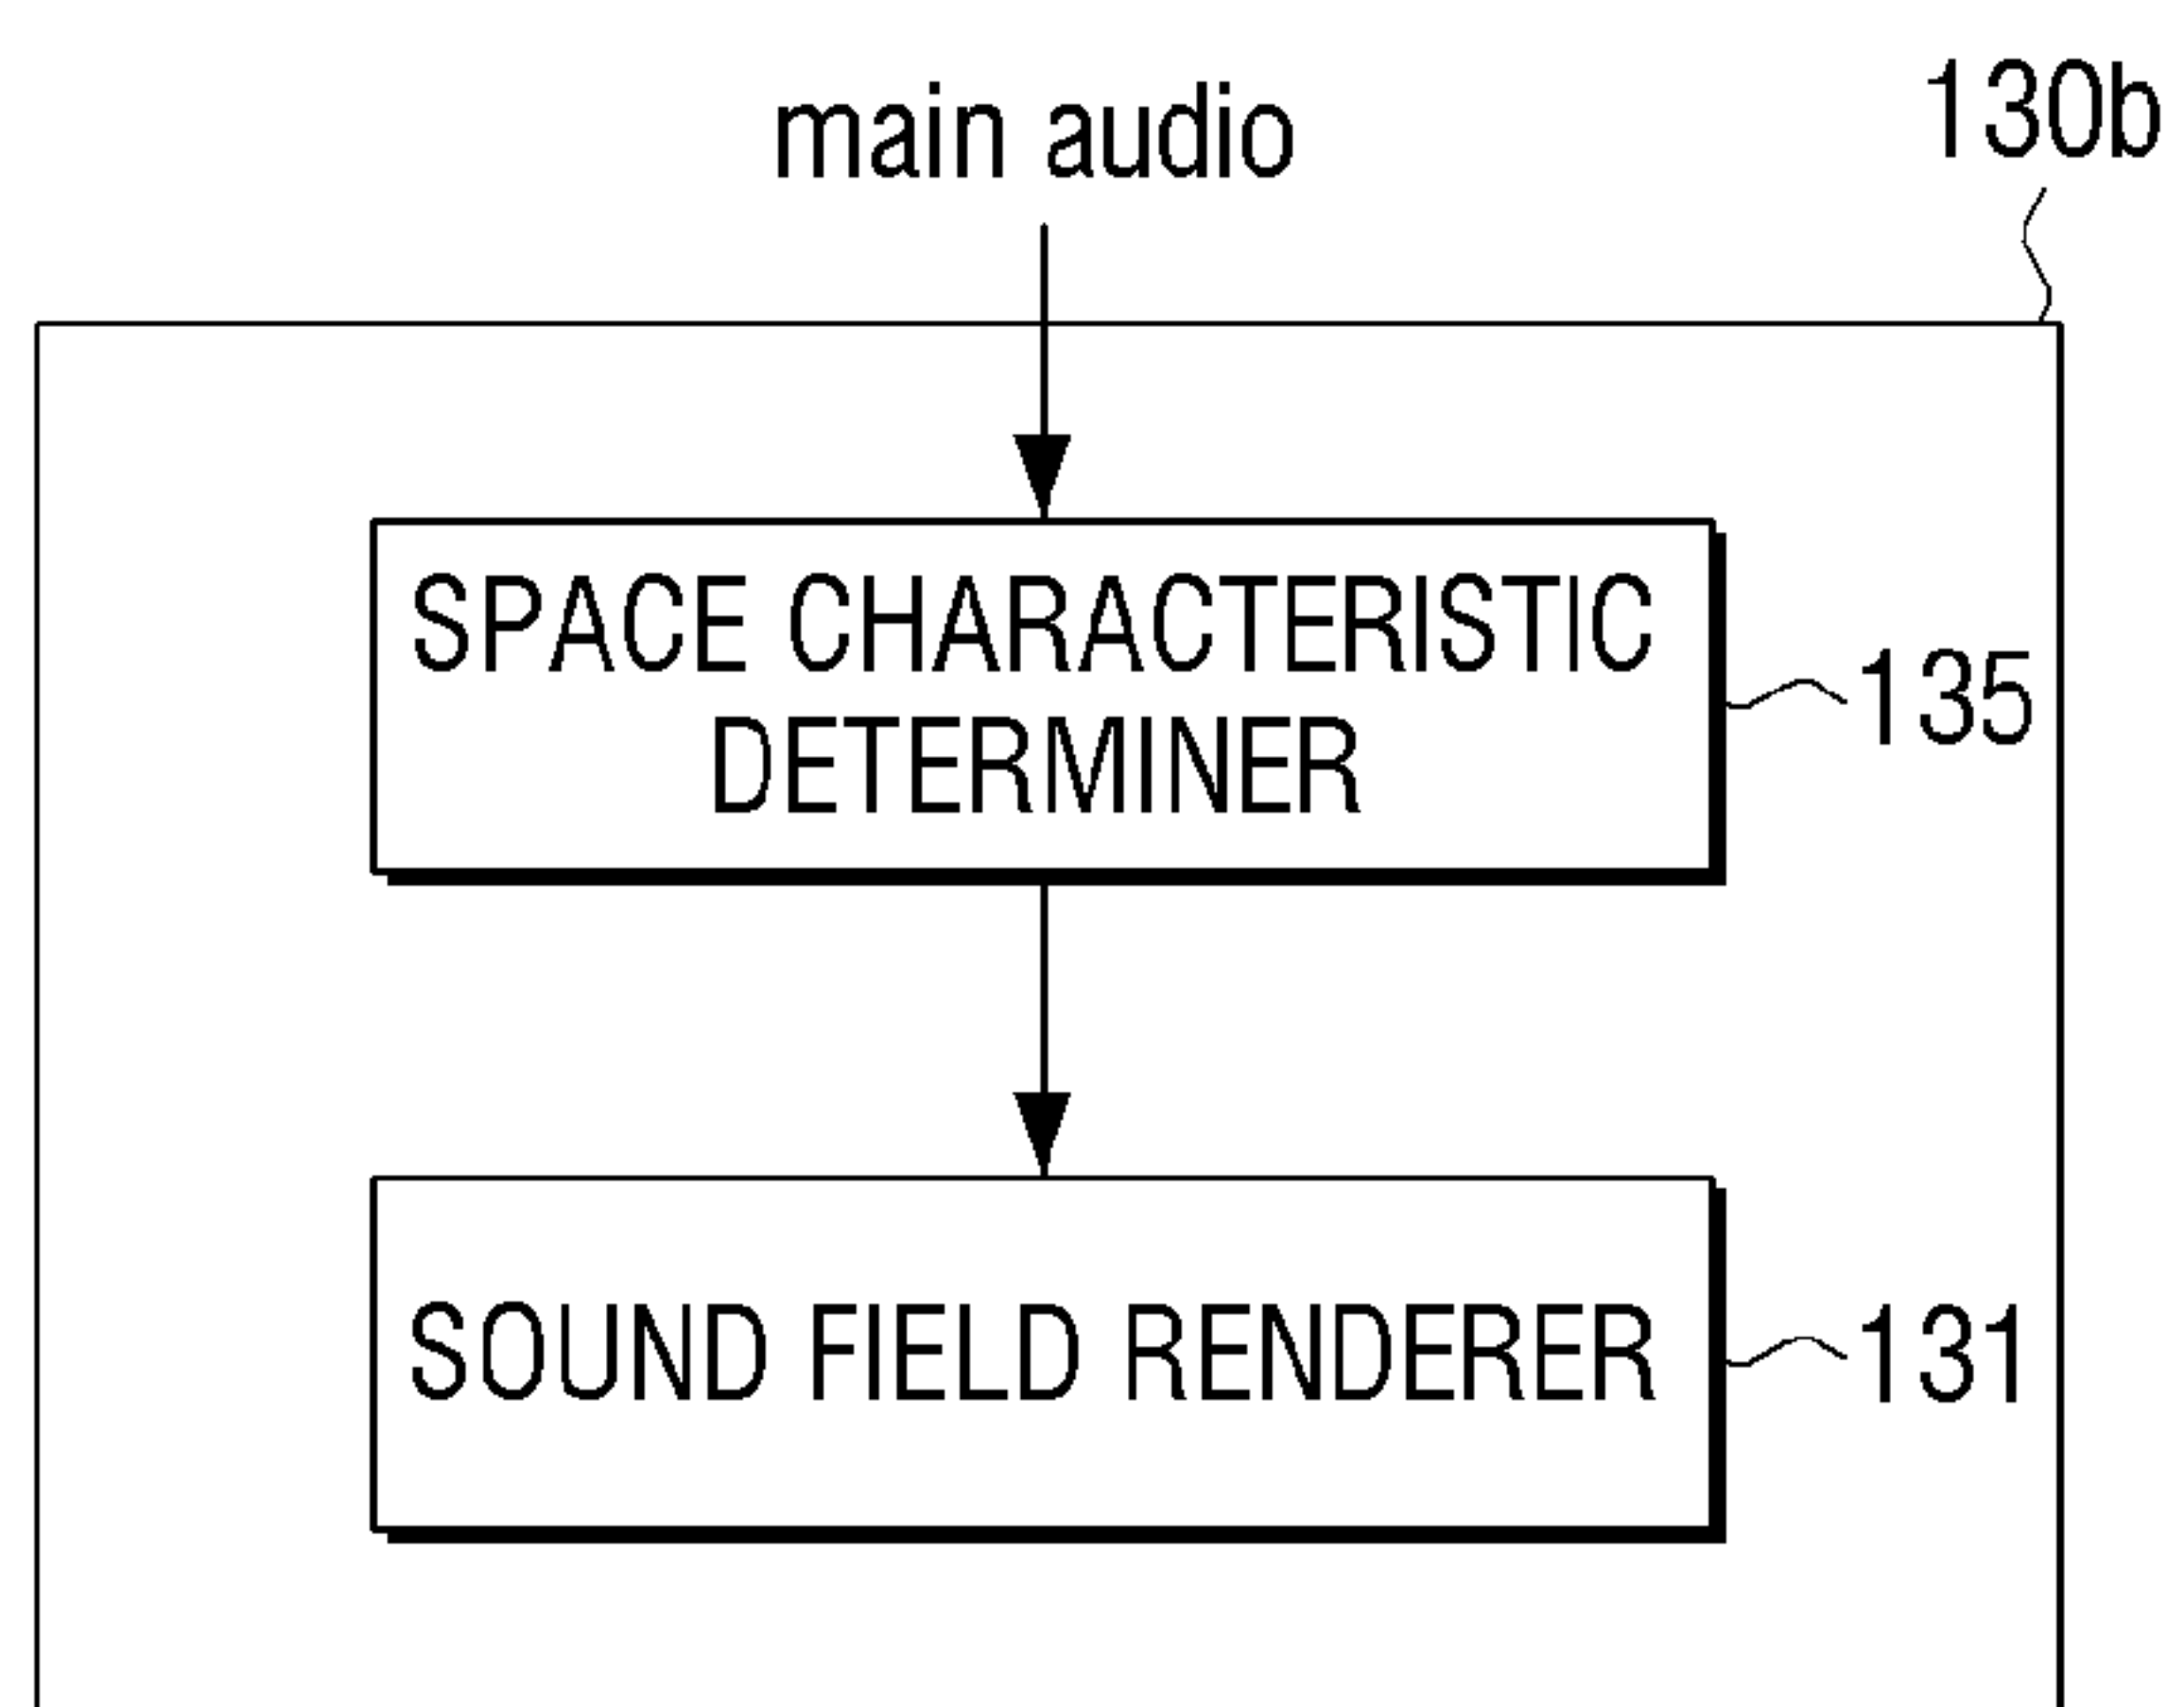 main audio
130b
SPACE CHARACTERISTIC
DETERMINER
135
SOUND FIELD RENDERER
131